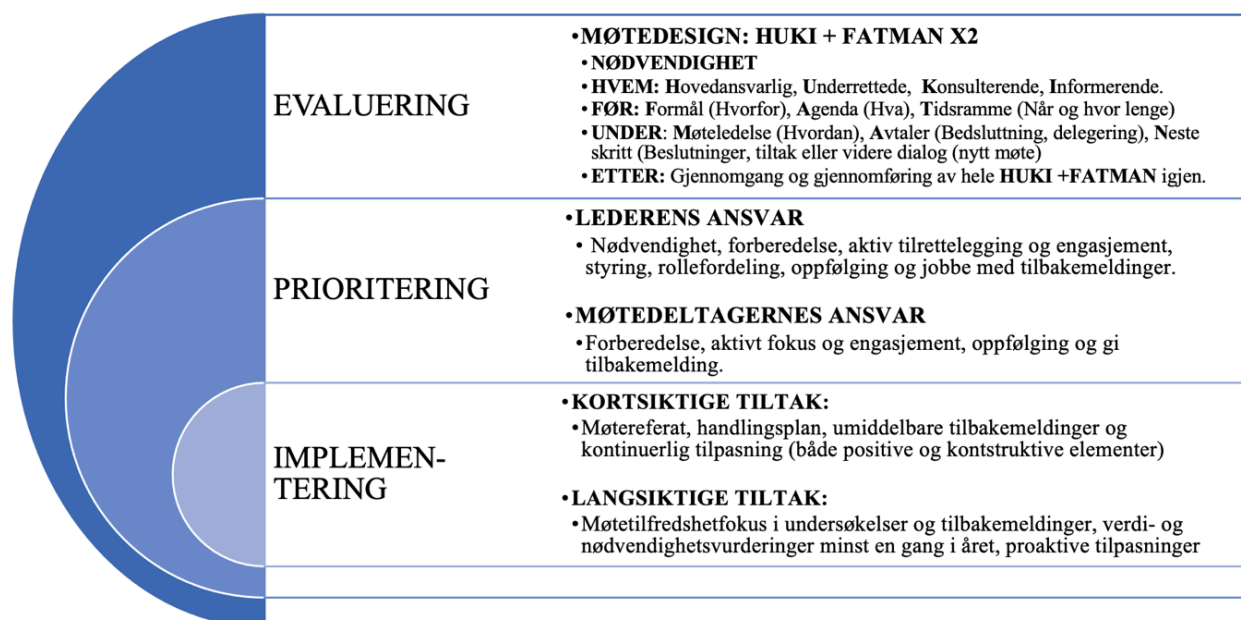 EVALUERING
•MØTEDESIGN: HUKI + FATMAN X2
•NØDVENDIGHET
•HVEM: Hovedansvarlig, Underrettede, Konsulterende, Informerende.
•FØR: Formål (Hvorfor), Agenda (Hva), Tidsramme (Når og hvor lenge)
•UNDER: Møteledelse (Hvordan), Avtaler (Bedsluttning, delegering), Neste
skritt (Beslutninger, tiltak eller videre dialog (nytt møte)
•ETTER: Gjennomgang og gjennomføring av hele HUKI +FATMAN igjen.
PRIORITERING
•LEDERENS ANSVAR
• Nødvendighet, forberedelse, aktiv tilrettelegging og engasjement,
styring, rollefordeling, oppfølging og jobbe med tilbakemeldinger.
•MØTEDELTAGERNES ANSVAR
•Forberedelse, aktivt fokus og engasjement, oppfølging og gi
tilbakemelding.
IMPLEMEN-
TERING
•KORTSIKTIGE TILTAK:
•Møtereferat, handlingsplan, umiddelbare tilbakemeldinger og
kontinuerlig tilpasning (både positive og kontstruktive elementer)
•LANGSIKTIGE TILTAK:
•Møtetilfredshetfokus i undersøkelser og tilbakemeldinger, verdi- og
nødvendighetsvurderinger minst en gang i året, proaktive tilpasninger